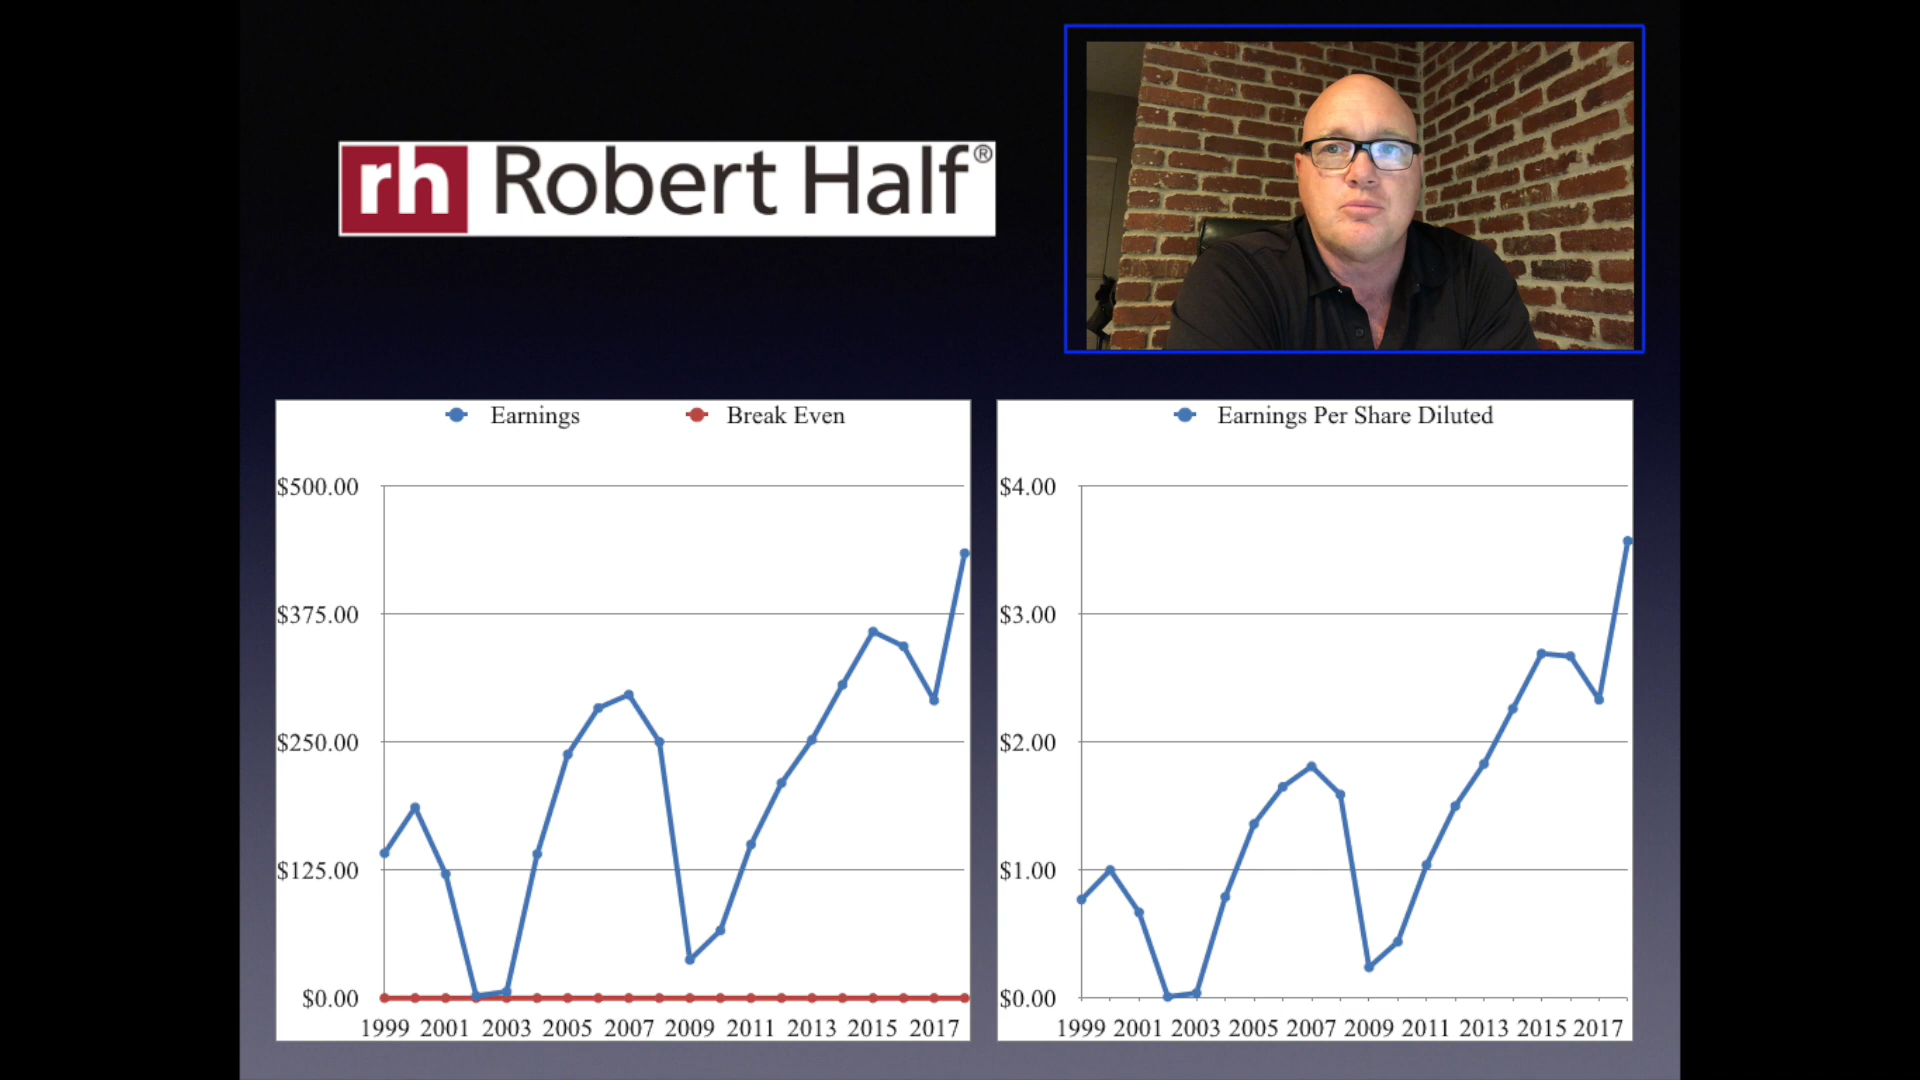 rh Robert Half®
Earnings Break Even
$500.00
$375.00
$250.00
$125.00
$0.00
1999 2001 2003 2005 2007 2009 2011 2013 2015 2017
Earnings Per Share Diluted
$4.00
$3.00
$2.00
$1.00
$0.00
1999 2001 2003 2005 2007 2009 2011 2013 2015 2017